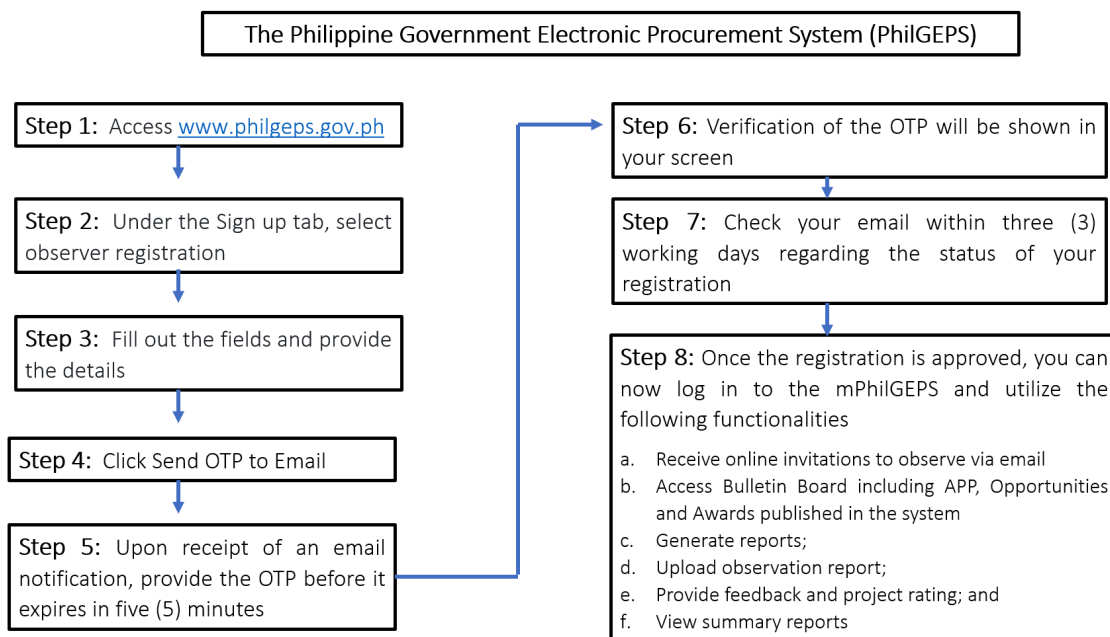 The Philippine Government Electronic Procurement System (PhilGEPS)
Step 1: Access www.philgeps.gov.ph
Step 2: Under the Sign up tab, select
observer registration
Step 3: Fill out the fields and provide
the details
Step 4: Click Send OTP to Email
Step 5: Upon receipt of an email
notification, provide the OTP before it
expires in five (5) minutes
Step 6: Verification of the OTP will be shown in
your screen
Step 7: Check your email within three (3)
working days regarding the status of your
registration
Step 8: Once the registration is approved, you can
now log in to the mPhilGEPS and utilize the
following functionalities
a. Receive online invitations to observe via email
b. Access Bulletin Board including APP, Opportunities
and Awards published in the system
c. Generate reports;
d. Upload observation report;
e. Provide feedback and project rating; and
f. View summary reports